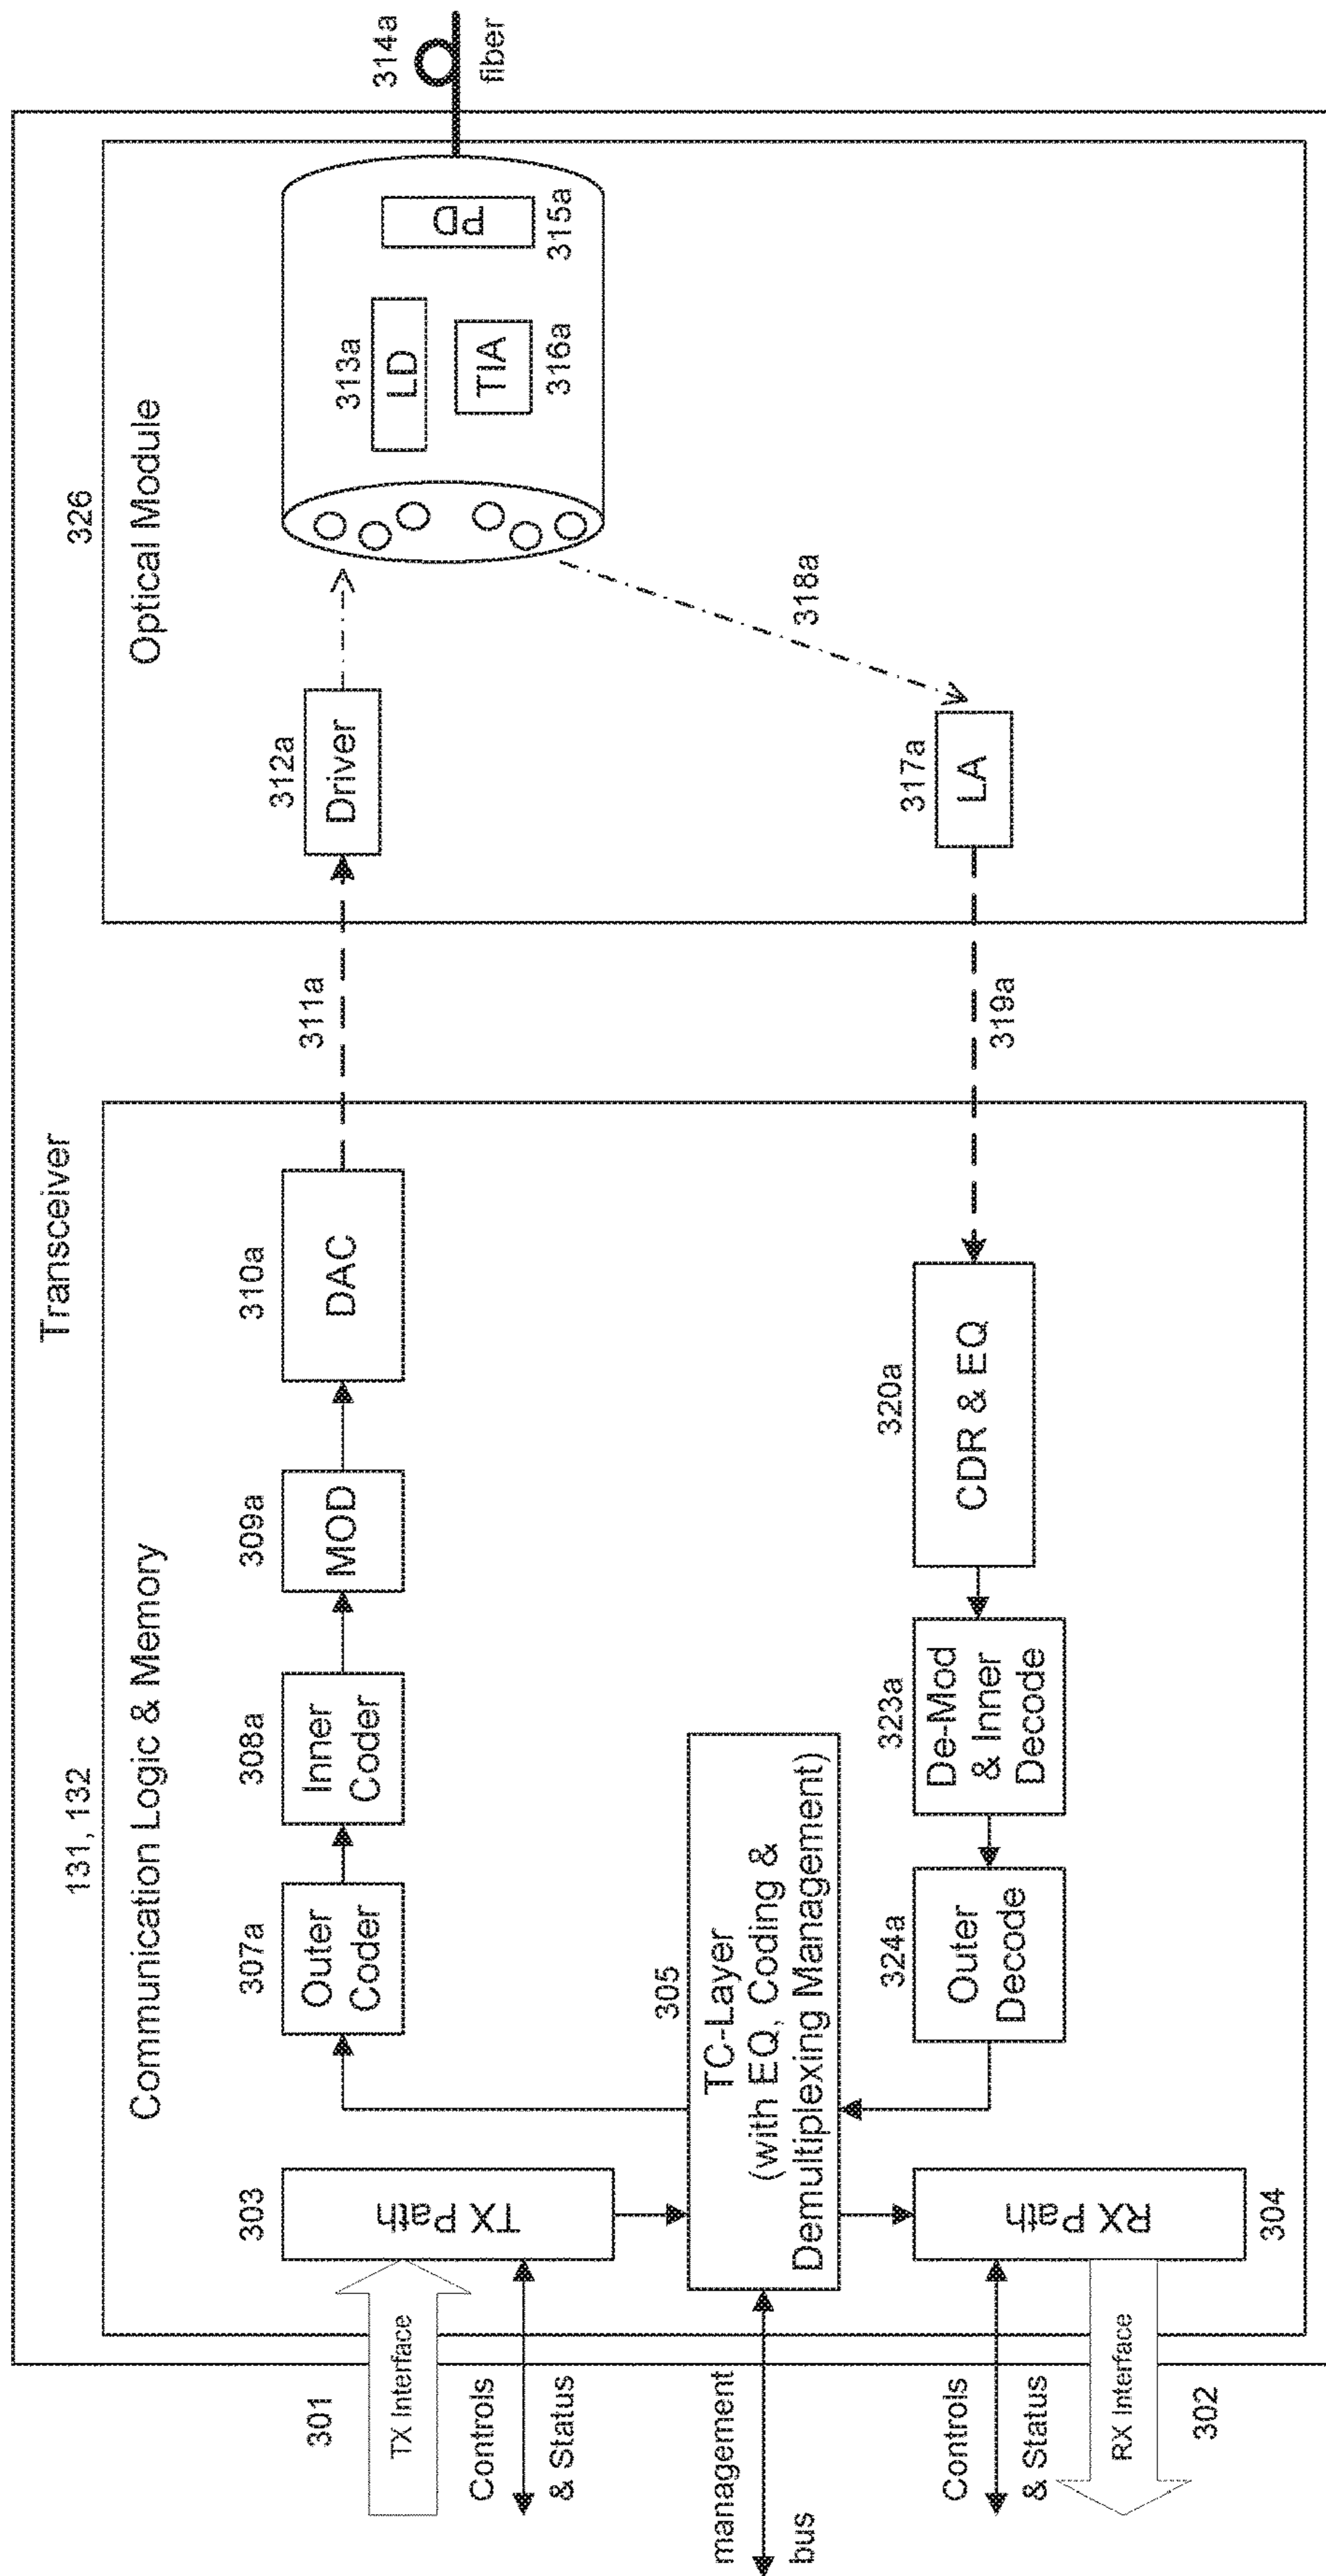 Transceiver
131, 132
Communication Logic & Memory
326
Optical Module
301
TX Interface
Controls
& Status
303
TX Path
307a
Outer
Coder
308a
Inner
Coder
309a
MOD
310a
DAC
311a
312a
Driver
313a
LD
TIA
316a
PD
315a
314a
fiber
management
bus
305
TC-Layer
(with EQ, Coding &
Demultiplexing Management)
Controls
& Status
RX Interface
302
RX Path
304
324a
Outer
Decode
323a
De-Mod
& Inner
Decode
320a
CDR & EQ
319a
317a
LA
318a